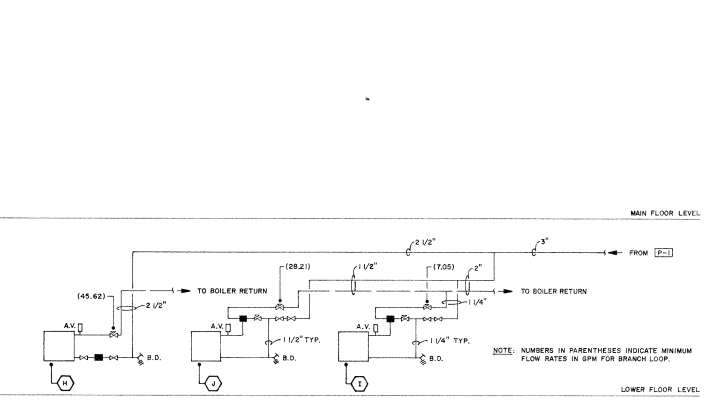 MAIN FLOOR LEVEL
2 1/2"
3"
FROM P-1
(28,21)
1 1/2"
(7,05)
2"
(45,62)
TO BOILER RETURN
TO BOILER RETURN
2 1/2"
1 1/4"
A.V.
A.V.
A.V.
1 1/2" TYP.
1 1/4" TYP.
B.D.
B.D.
B.D.
NOTE: NUMBERS IN PARENTHESES INDICATE MINIMUM
FLOW RATES IN GPM FOR BRANCH LOOP.
H
J
I
LOWER FLOOR LEVEL